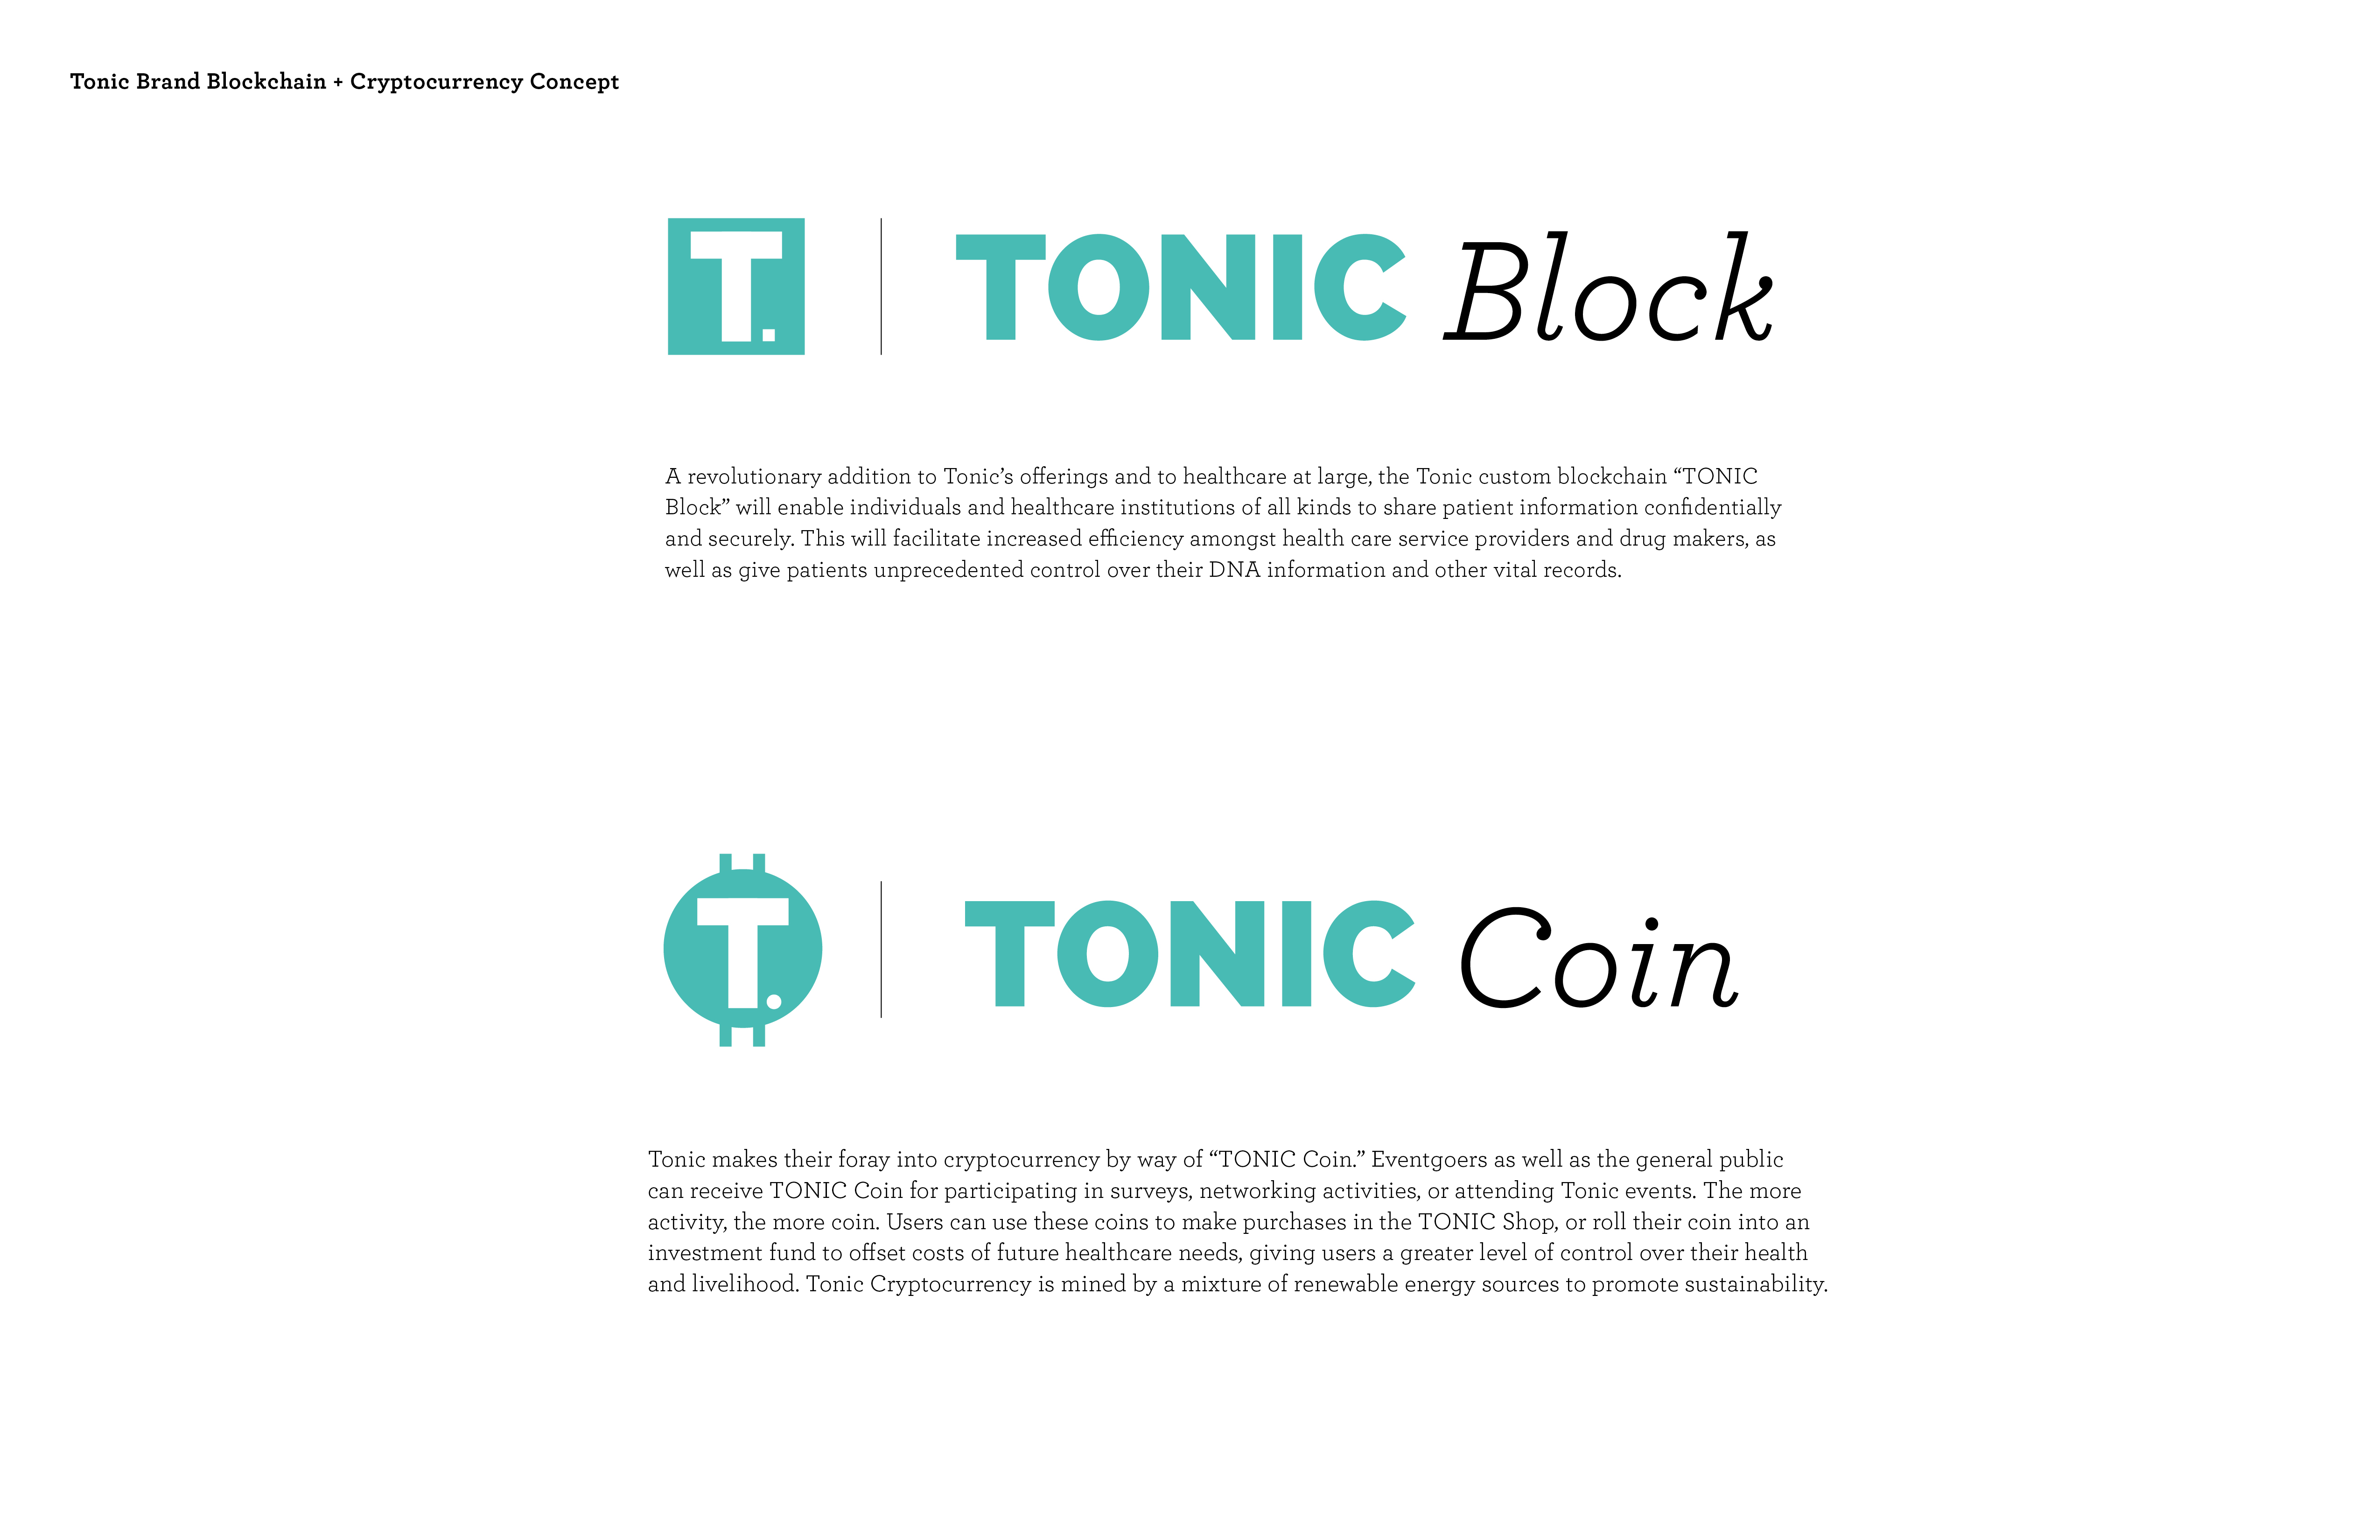 Tonic Brand Blockchain + Cryptocurrency Concept
T.
TONIC Block
A revolutionary addition to Tonic’s offerings and to healthcare at large, the Tonic custom blockchain “TONIC
Block” will enable individuals and healthcare institutions of all kinds to share patient information confidentially
and securely. This will facilitate increased efficiency amongst health care service providers and drug makers, as
well as give patients unprecedented control over their DNA information and other vital records.
T.
TONIC Coin
Tonic makes their foray into cryptocurrency by way of “TONIC Coin.” Eventgoers as well as the general public
can receive TONIC Coin for participating in surveys, networking activities, or attending Tonic events. The more
activity, the more coin. Users can use these coins to make purchases in the TONIC Shop, or roll their coin into an
investment fund to offset costs of future healthcare needs, giving users a greater level of control over their health
and livelihood. Tonic Cryptocurrency is mined by a mixture of renewable energy sources to promote sustainability.